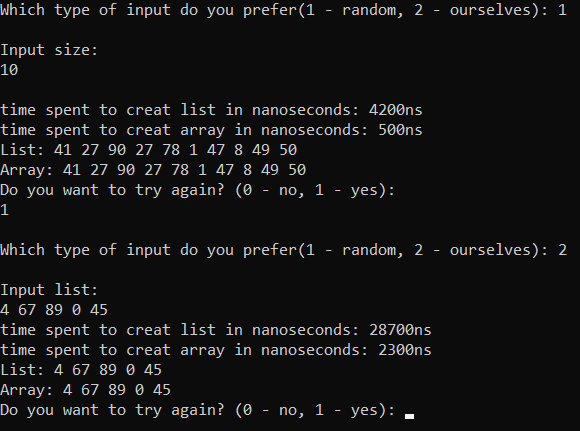 Which type of input do you prefer(1 - random, 2 - ourselves): 1
Input size:
10
time spent to creat list in nanoseconds: 4200ns
time spent to creat array in nanoseconds: 500ns
List: 41 27 90 27 78 1 47 8 49 50
Array: 41 27 90 27 78 1 47 8 49 50
Do you want to try again? (0 - no, 1 - yes):
1
Which type of input do you prefer(1 - random, 2 - ourselves): 2
Input list:
4 67 89 0 45
time spent to creat list in nanoseconds: 28700ns
time spent to creat array in nanoseconds: 2300ns
List: 4 67 89 0 45
Array: 4 67 89 0 45
Do you want to try again? (0 - no, 1 - yes):